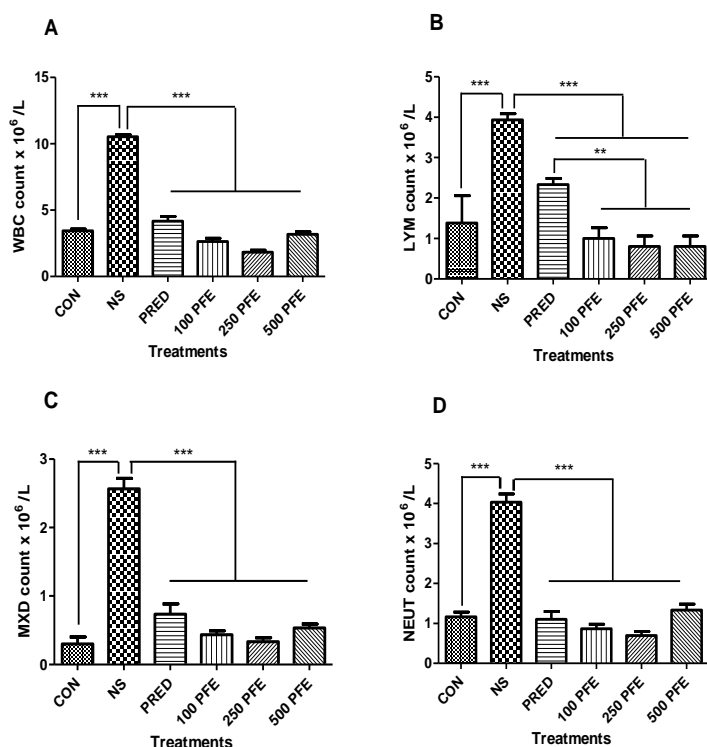 A
WBC count x 10⁶ /L
15
10
5
0
*** ***
CON NS PRED 100 PFE 250 PFE 500 PFE
Treatments
B
LYM count x 10⁶ /L
5
4
3
2
1
0
*** ***
**
CON NS PRED 100 PFE 250 PFE 500 PFE
Treatments
C
MXD count x 10⁶ /L
3
2
1
0
*** ***
CON NS PRED 100 PFE 250 PFE 500 PFE
Treatments
D
NEUT count x 10⁶ /L
5
4
3
2
1
0
*** ***
CON NS PRED 100 PFE 250 PFE 500 PFE
Treatments